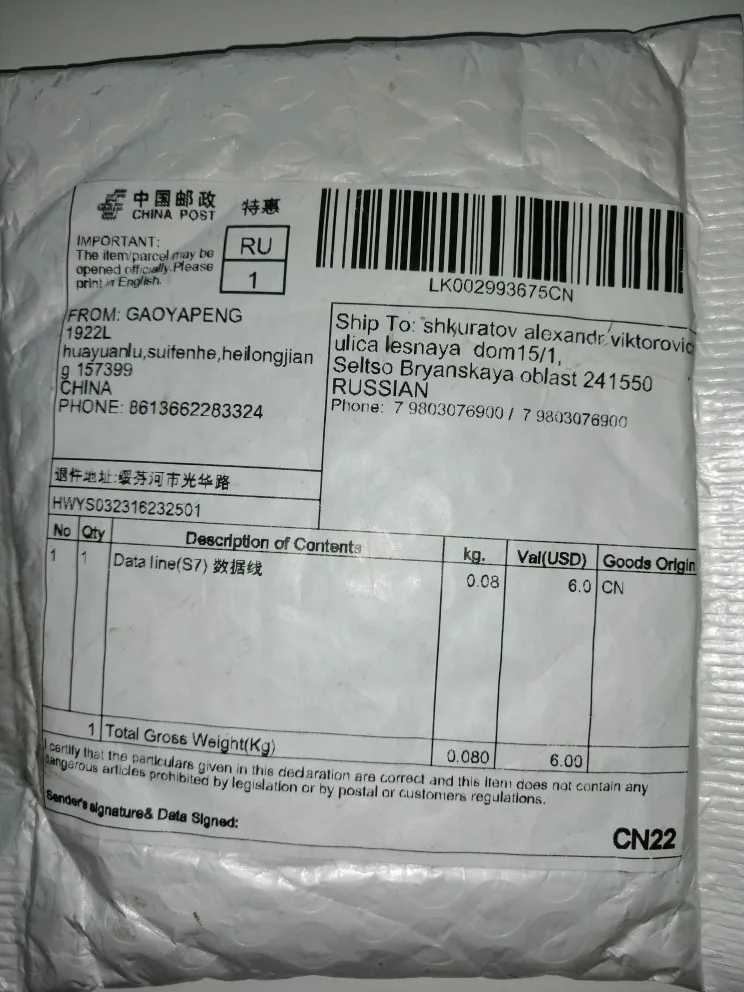 中国邮政
CHINA POST
特惠
IMPORTANT:
The item/parcel may be
opened officially.Please
print in English.
RU
1
LK002993675CN
FROM: GAOYAPENG
1922L
huayuanlu,suifenhe,heilongjian
g 157399
CHINA
PHONE: 8613662283324
Ship To: shkuratov alexandr viktorovic
ulica lesnaya dom15/1,
Seltso Bryanskaya oblast 241550
RUSSIAN
Phone: 7 9803076900 / 7 9803076900
退件地址:绥芬河市光华路
HWYS032316232501
No Qty Description of Contents kg. Val(USD) Goods Origin
1 1 Data line(S7) 数据线 0.08 6.0 CN
1 Total Gross Weight(Kg) 0.080 6.00
I certify that the particulars given in this declaration are correct and this item does not contain any
dangerous articles prohibited by legislation or by postal or customers regulations.
Sender's signature& Data Signed:
CN22